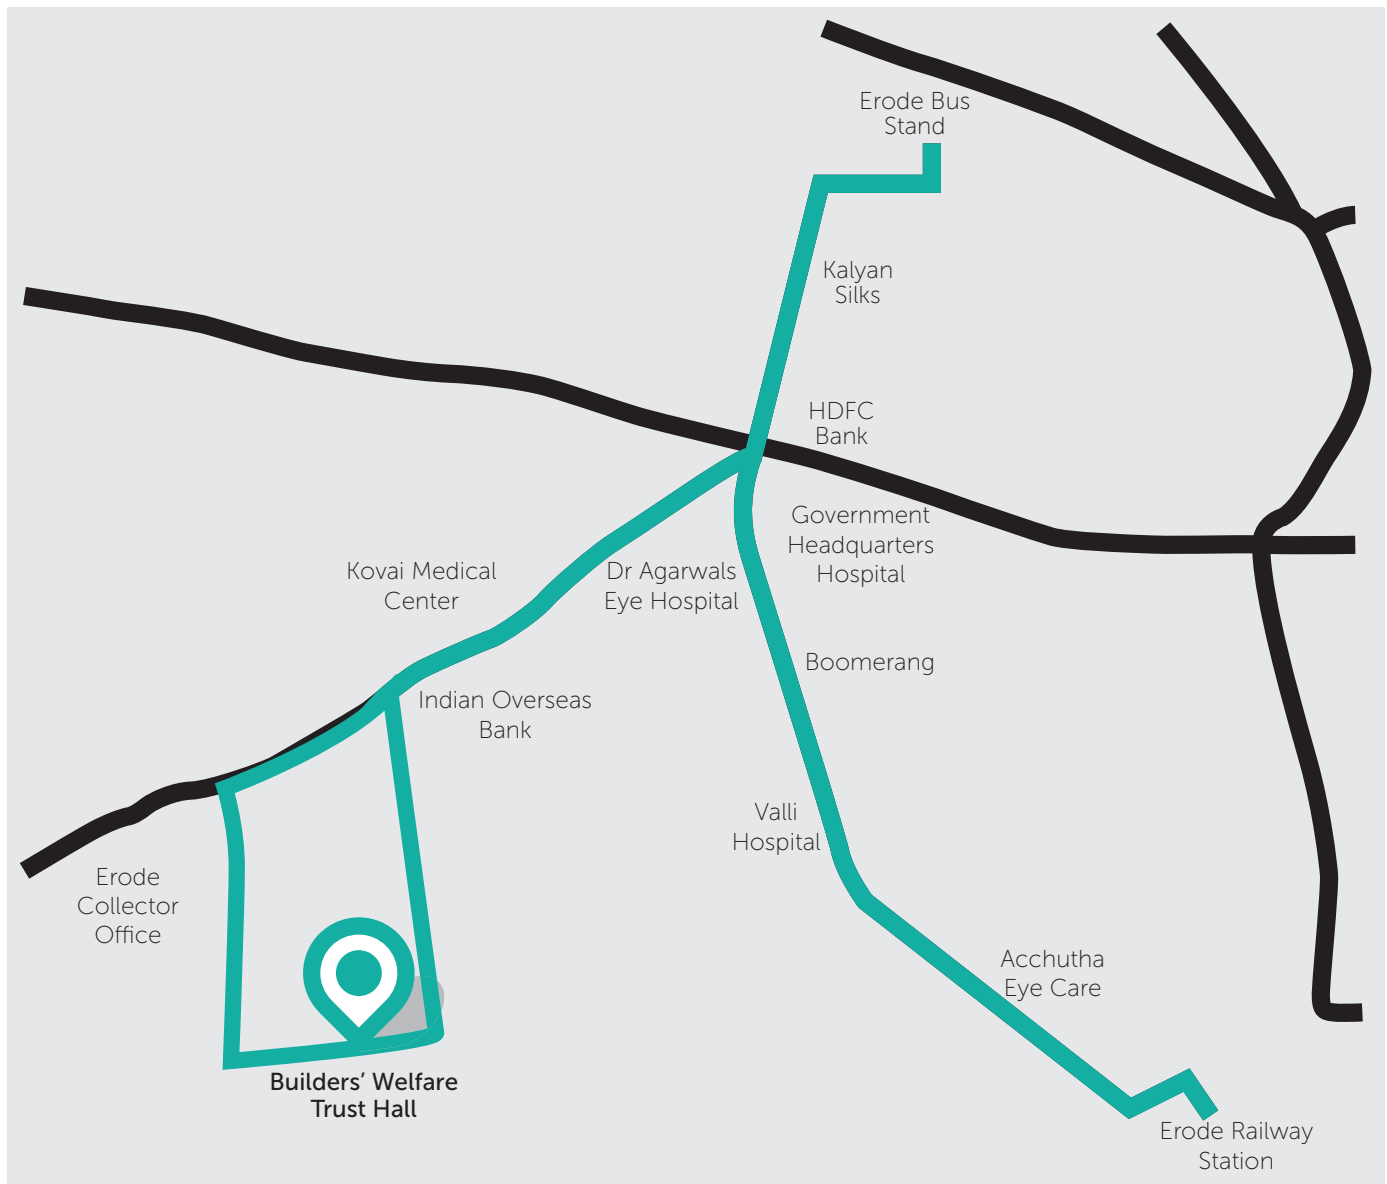 Erode Bus
Stand
Kalyan
Silks
HDFC
Bank
Government
Headquarters
Hospital
Kovai Medical
Center
Dr Agarwals
Eye Hospital
Boomerang
Indian Overseas
Bank
Valli
Hospital
Erode
Collector
Office
Acchutha
Eye Care
Builders’ Welfare
Trust Hall
Erode Railway
Station